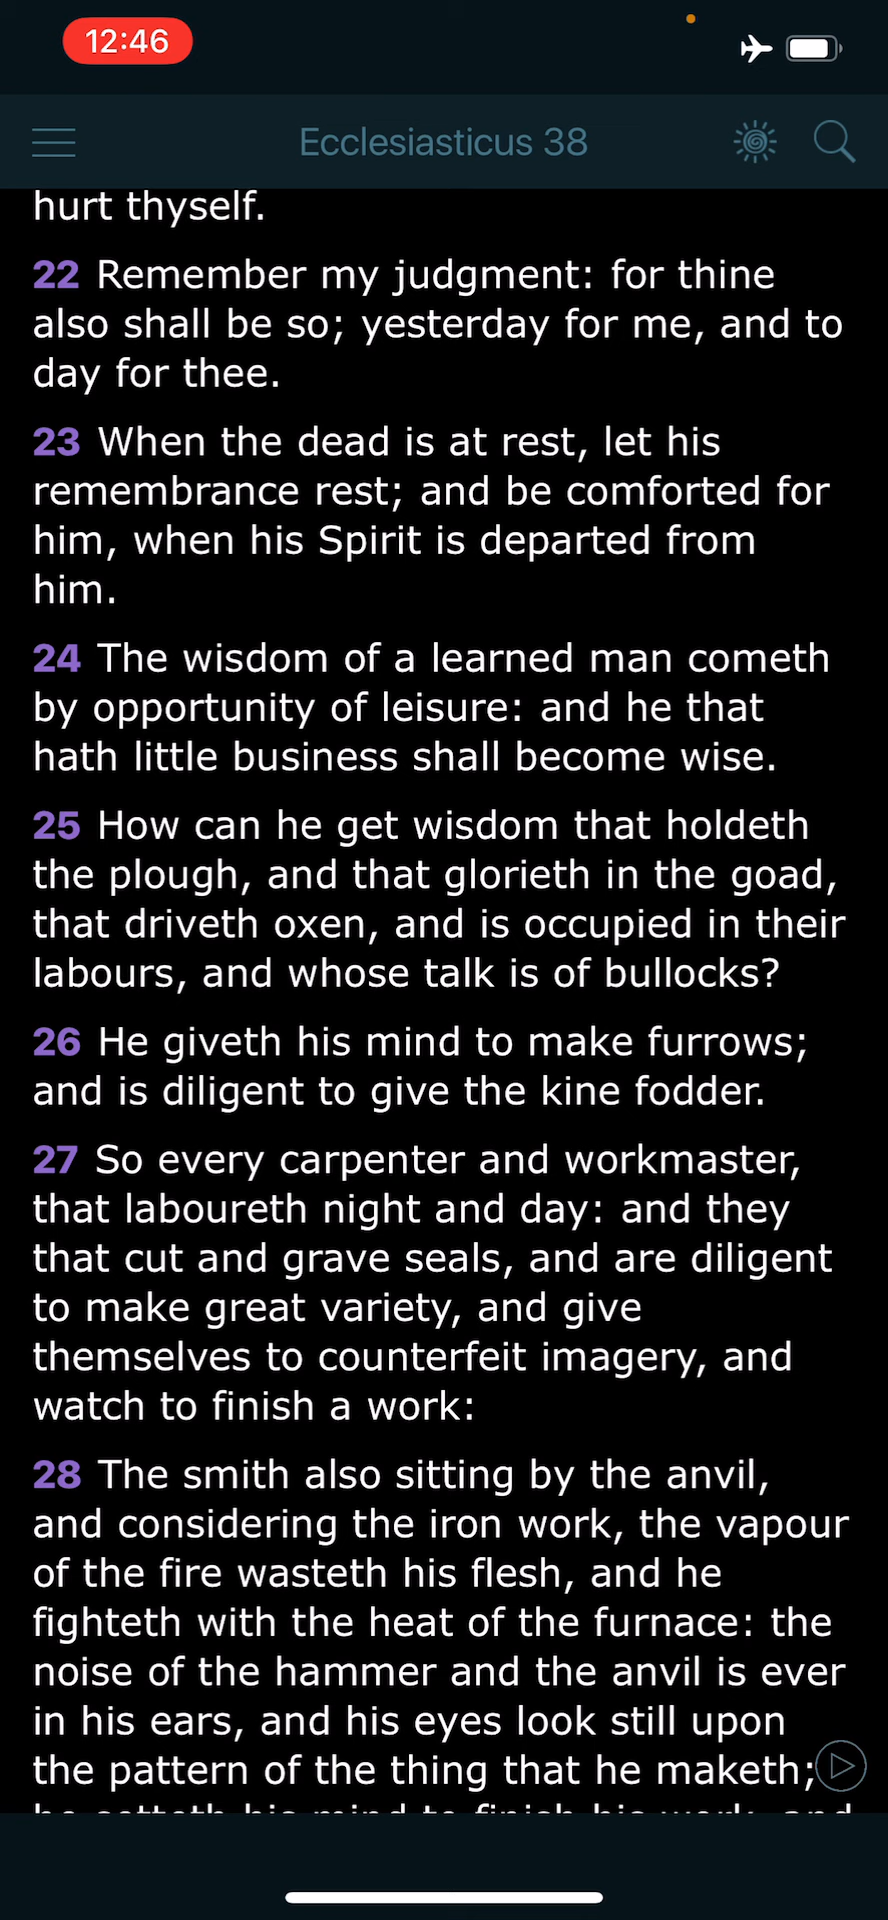 12:46
Ecclesiasticus 38
hurt thyself.
22 Remember my judgment: for thine
also shall be so; yesterday for me, and to
day for thee.
23 When the dead is at rest, let his
remembrance rest; and be comforted for
him, when his Spirit is departed from
him.
24 The wisdom of a learned man cometh
by opportunity of leisure: and he that
hath little business shall become wise.
25 How can he get wisdom that holdeth
the plough, and that glorieth in the goad,
that driveth oxen, and is occupied in their
labours, and whose talk is of bullocks?
26 He giveth his mind to make furrows;
and is diligent to give the kine fodder.
27 So every carpenter and workmaster,
that laboureth night and day: and they
that cut and grave seals, and are diligent
to make great variety, and give
themselves to counterfeit imagery, and
watch to finish a work:
28 The smith also sitting by the anvil,
and considering the iron work, the vapour
of the fire wasteth his flesh, and he
fighteth with the heat of the furnace: the
noise of the hammer and the anvil is ever
in his ears, and his eyes look still upon
the pattern of the thing that he maketh;